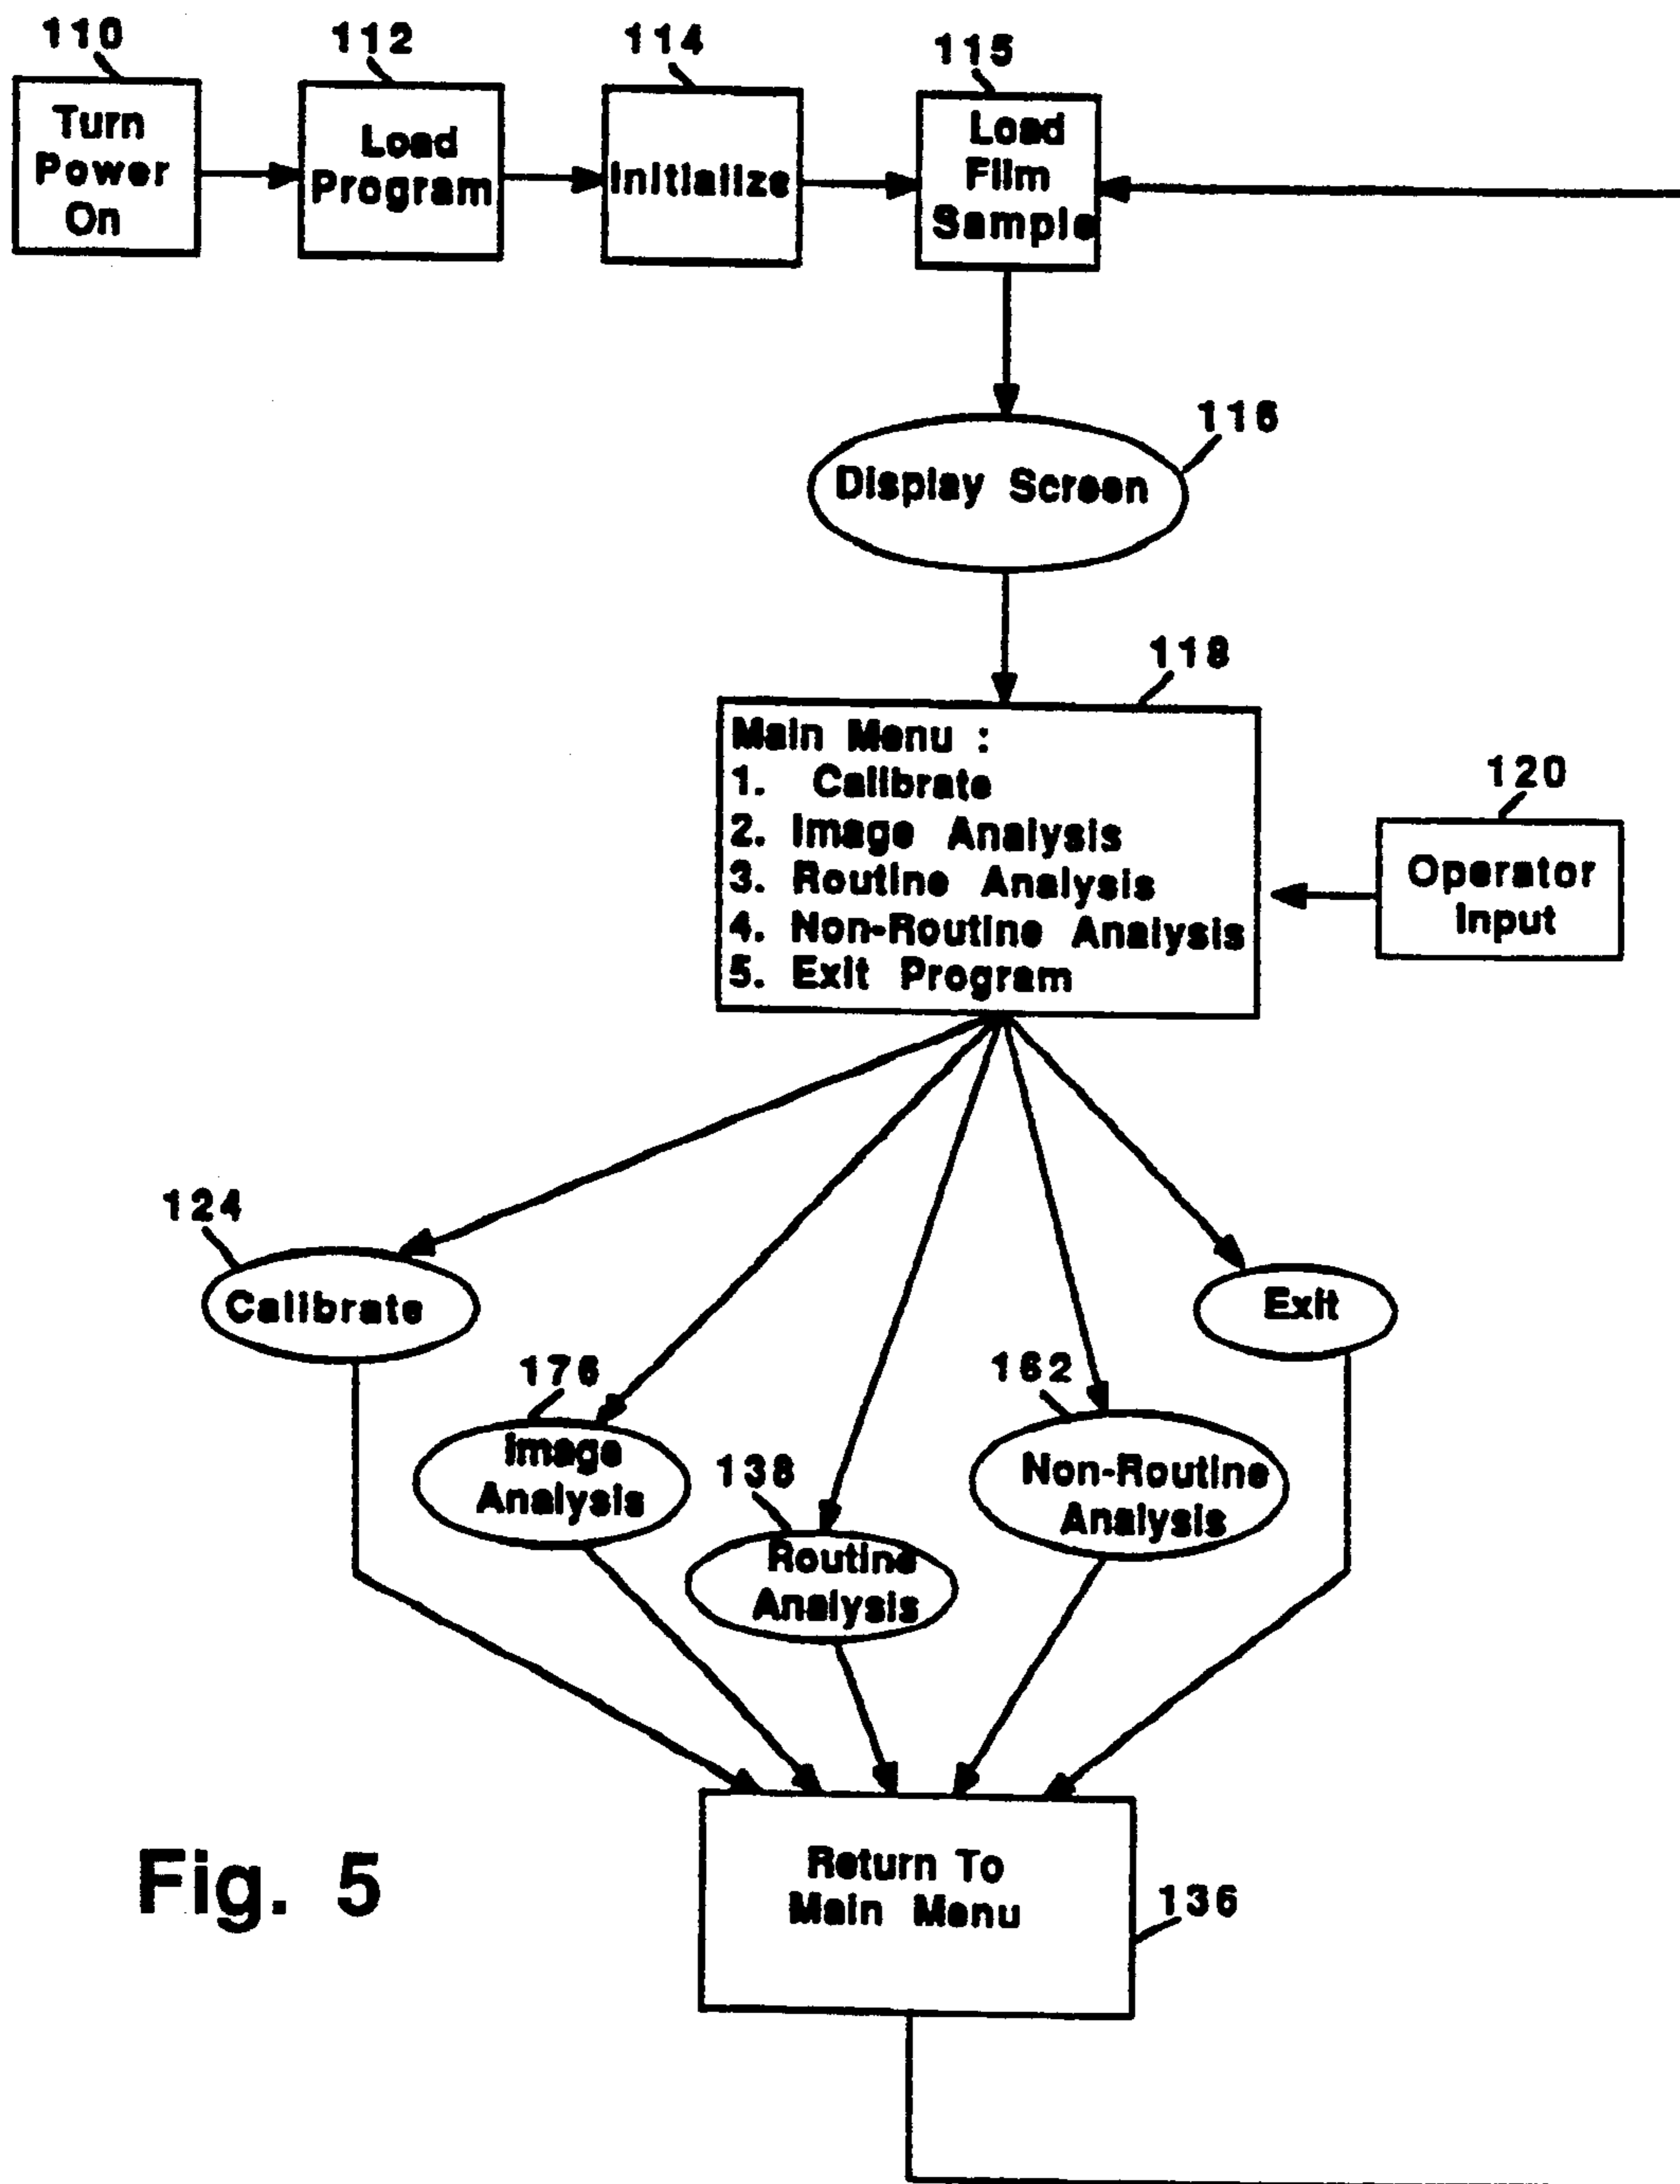 110
Turn
Power
On
112
Load
Program
114
Initialize
115
Load
Film
Sample
116
Display Screen
118
Main Menu :
1. Calibrate
2. Image Analysis
3. Routine Analysis
4. Non-Routine Analysis
5. Exit Program
120
Operator
Input
124
Calibrate
176
Image
Analysis
138
Routine
Analysis
162
Non-Routine
Analysis
Exit
Return To
Main Menu
136
Fig. 5